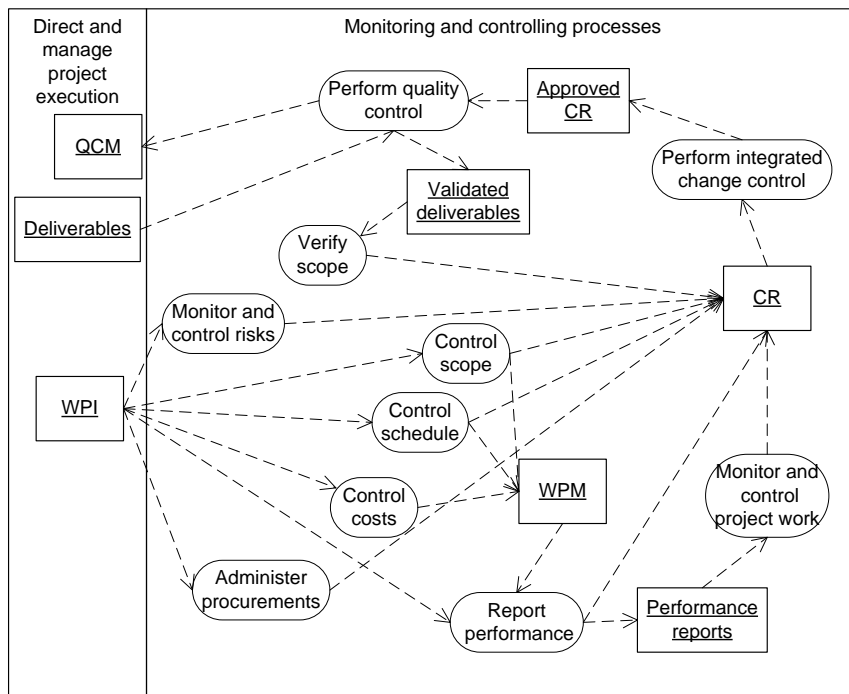 Direct and
manage
project
execution
Monitoring and controlling processes
Perform quality
control
Approved
CR
QCM
Perform integrated
change control
Validated
deliverables
Deliverables
Verify
scope
CR
Monitor and
control risks
Control
scope
WPI
Control
schedule
Control
costs
WPM
Monitor and
control
project work
Administer
procurements
Report
performance
Performance
reports